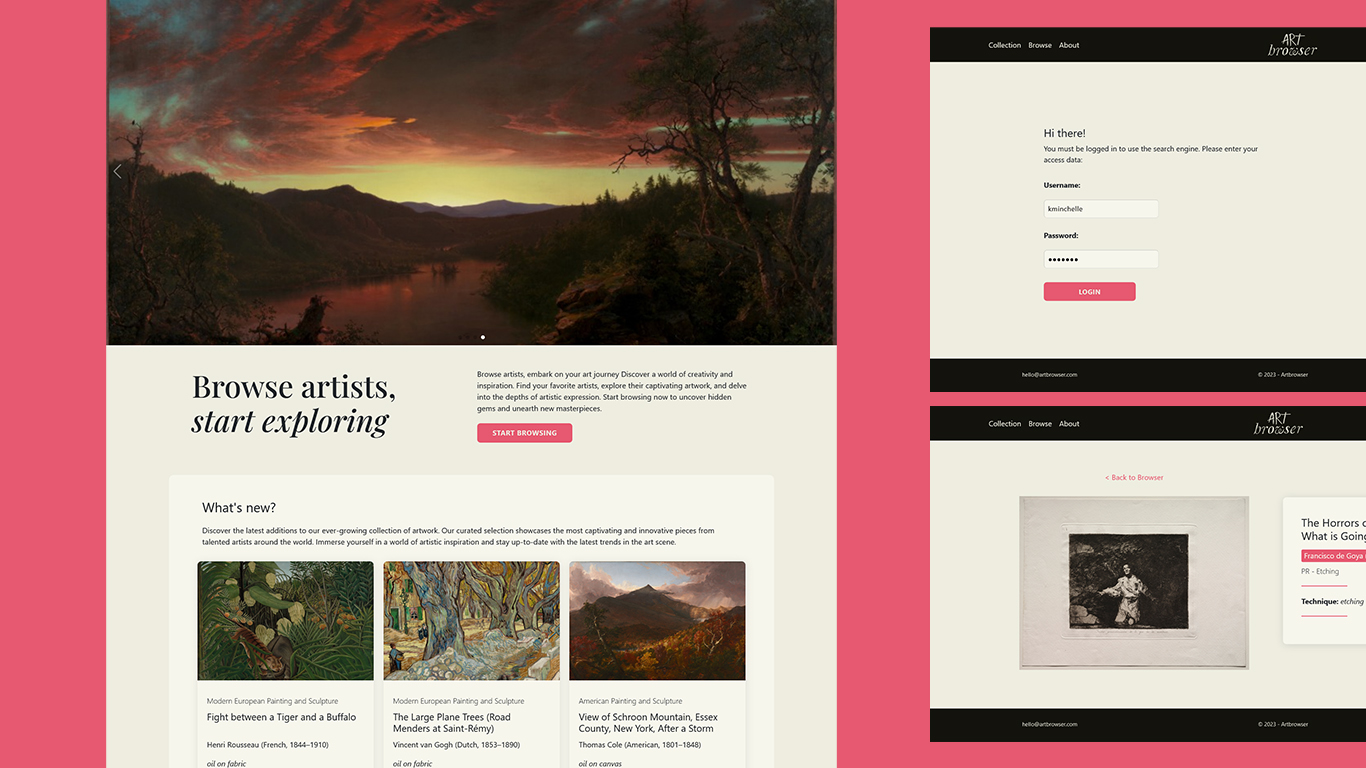 Browse artists,
start exploring
Browse artists, embark on your art journey Discover a world of creativity and
inspiration. Find your favorite artists, explore their captivating artwork, and delve
into the depths of artistic expression. Start browsing now to uncover hidden
gems and unearth new masterpieces.
START BROWSING
What's new?
Discover the latest additions to our ever-growing collection of artwork. Our curated selection showcases the most captivating and innovative pieces from
talented artists around the world. Immerse yourself in a world of artistic inspiration and stay up-to-date with the latest trends in the art scene.
Modern European Painting and Sculpture
Fight between a Tiger and a Buffalo
Henri Rousseau (French, 1844–1910)
oil on fabric
Modern European Painting and Sculpture
The Large Plane Trees (Road
Menders at Saint-Rémy)
Vincent van Gogh (Dutch, 1853–1890)
oil on fabric
American Painting and Sculpture
View of Schroon Mountain, Essex
County, New York, After a Storm
Thomas Cole (American, 1801–1848)
oil on canvas
Collection Browse About
ART
browser
Hi there!
You must be logged in to use the search engine. Please enter your
access data:
Username:
kminchelle
Password:
LOGIN
hello@artbrowser.com
© 2023 - Artbrowser
Collection Browse About
ART
browser
< Back to Browser
The Horrors
What is Going
Francisco de Goya
PR - Etching
Technique: etching
hello@artbrowser.com
© 2023 - Artbrowser